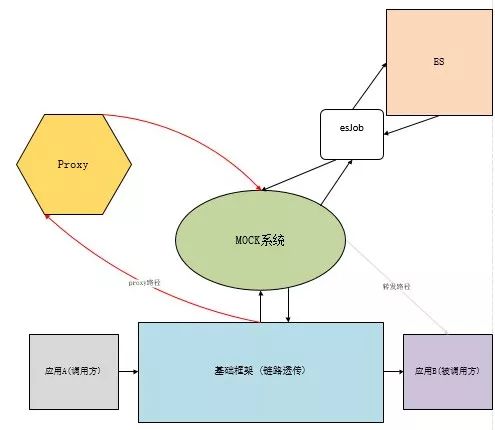 ES
esJob
Proxy
MOCK系统
proxy路径
转发路径
应用A(调用方)
基础框架 (链路透传)
应用B(被调用方)